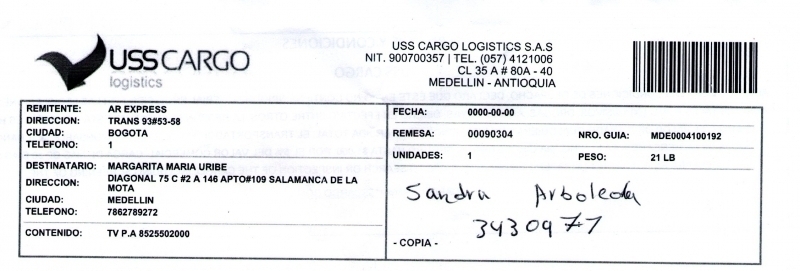 USS CARGO
logistics
USS CARGO LOGISTICS S.A.S
NIT. 900700357 | TEL. (057) 4121006
CL 35 A # 80A - 40
MEDELLIN - ANTIOQUIA
REMITENTE: AR EXPRESS
DIRECCION: TRANS 93#53-58
CIUDAD: BOGOTA
TELEFONO: 1
DESTINATARIO: MARGARITA MARIA URIBE
DIRECCION: DIAGONAL 75 C #2 A 146 APTO#109 SALAMANCA DE LA
MOTA
CIUDAD: MEDELLIN
TELEFONO: 7862789272
CONTENIDO: TV P.A 8525502000
FECHA: 0000-00-00
REMESA: 00090304 NRO. GUIA: MDE0004100192
UNIDADES: 1 PESO: 21 LB
Sandra Arboleda
3430977
- COPIA -